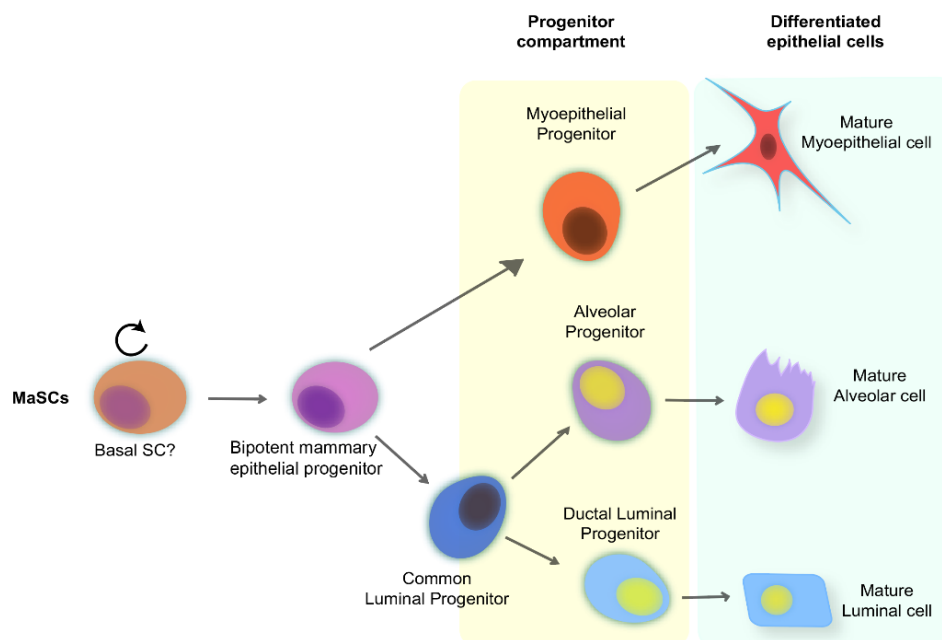 Progenitor
compartment
Differentiated
epithelial cells
Myoepithelial
Progenitor
Mature
Myoepithelial cell
Alveolar
Progenitor
Mature
Alveolar cell
MaSCs
Basal SC?
Bipotent mammary
epithelial progenitor
Ductal Luminal
Progenitor
Common
Luminal Progenitor
Mature
Luminal cell